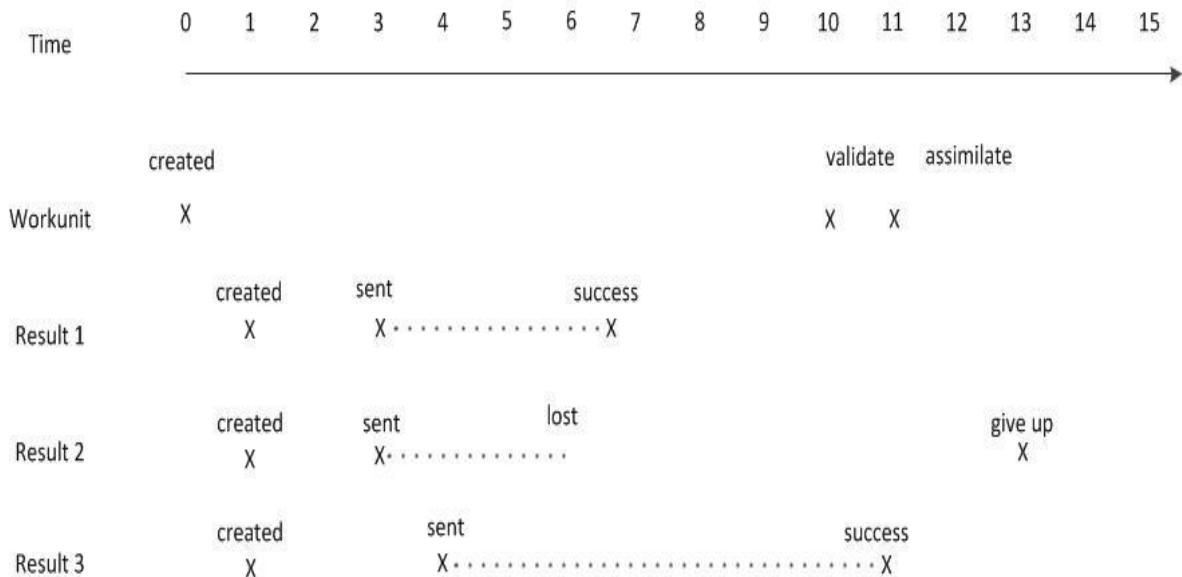 0 1 2 3 4 5 6 7 8 9 10 11 12 13 14 15
Time
created validate assimilate
Workunit X X X
created sent success
Result 1 X X X
created sent lost give up
Result 2 X X X
created sent success
Result 3 X X X